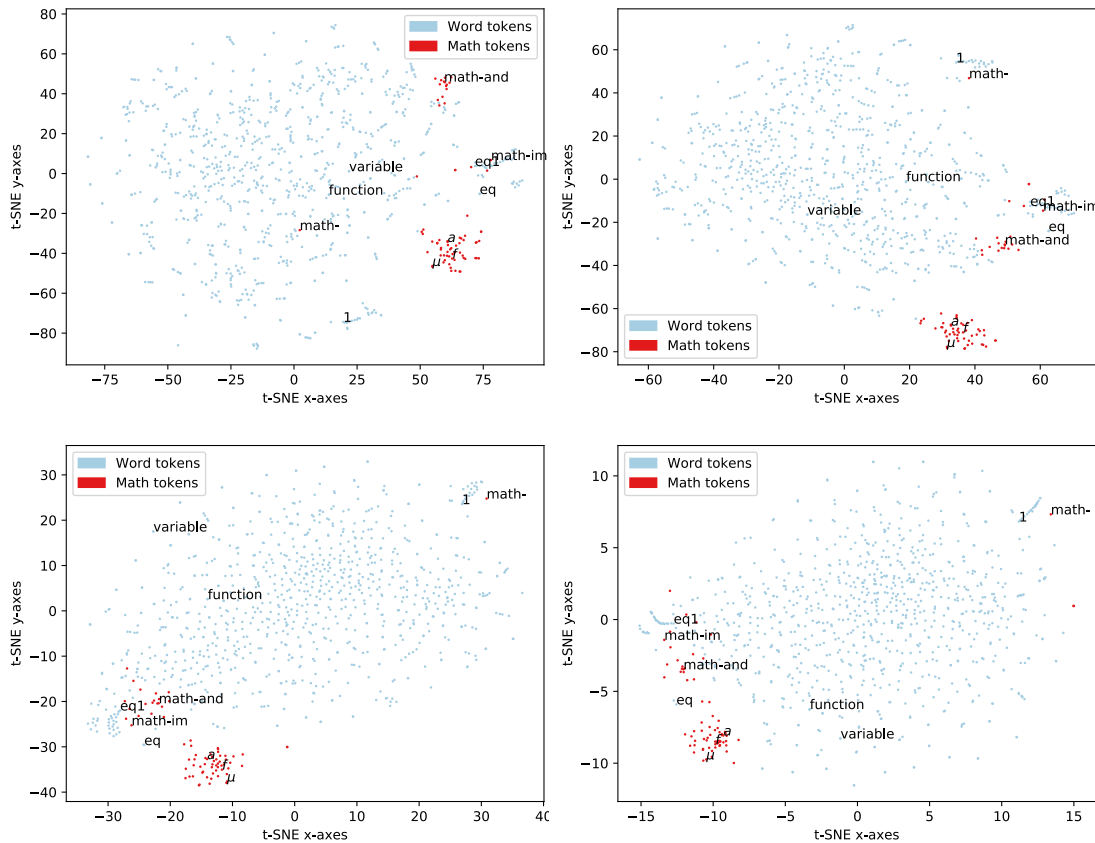 80
60
40
20
0
−20
−40
−60
−80
t-SNE y-axes
Word tokens
Math tokens
math-and
math-im
eq1
variable
eq
function
math-
a
f
μ
1
−75
−50
−25
0
25
50
75
t-SNE x-axes
60
40
20
0
−20
−40
−60
−80
t-SNE y-axes
1
math-
function
eq1
math-im
variable
eq
math-and
Word tokens
Math tokens
a
f
μ
−60
−40
−20
0
20
40
60
t-SNE x-axes
30
20
10
0
−10
−20
−30
−40
t-SNE y-axes
Word tokens
Math tokens
1
math-
variable
function
math-and
eq1
math-im
eq
a
f
μ
−30
−20
−10
0
10
20
30
40
t-SNE x-axes
10
5
0
−5
−10
t-SNE y-axes
Word tokens
Math tokens
math-
1
eq1
math-im
math-and
eq
function
variable
a
f
μ
−15
−10
−5
0
5
10
15
t-SNE x-axes